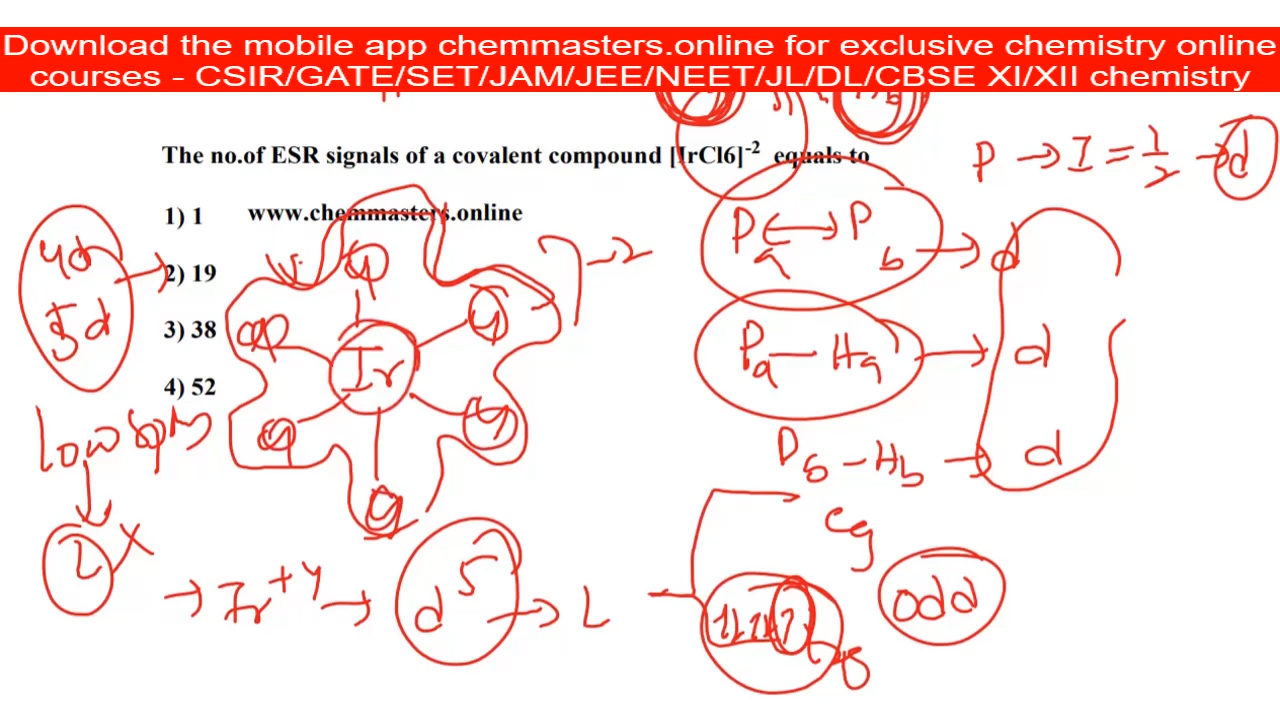 Download the mobile app chemmasters.online for exclusive chemistry online
courses - CSIR/GATE/SET/JAM/JEE/NEET/JL/DL/CBSE XI/XII chemistry
The no.of ESR signals of a covalent compound [IrCl6]-2 equals to
P → I = 1/2 → d
1) 1 www.chemmasters.online
4d
5d
2) 19
3) 38
4) 52
Ir
-2
Pa ↔ Pb → d
Pa - Ha → d
Pb - Hb → d
low spin
L
→ Ir+4 → d5 → L
eg
odd